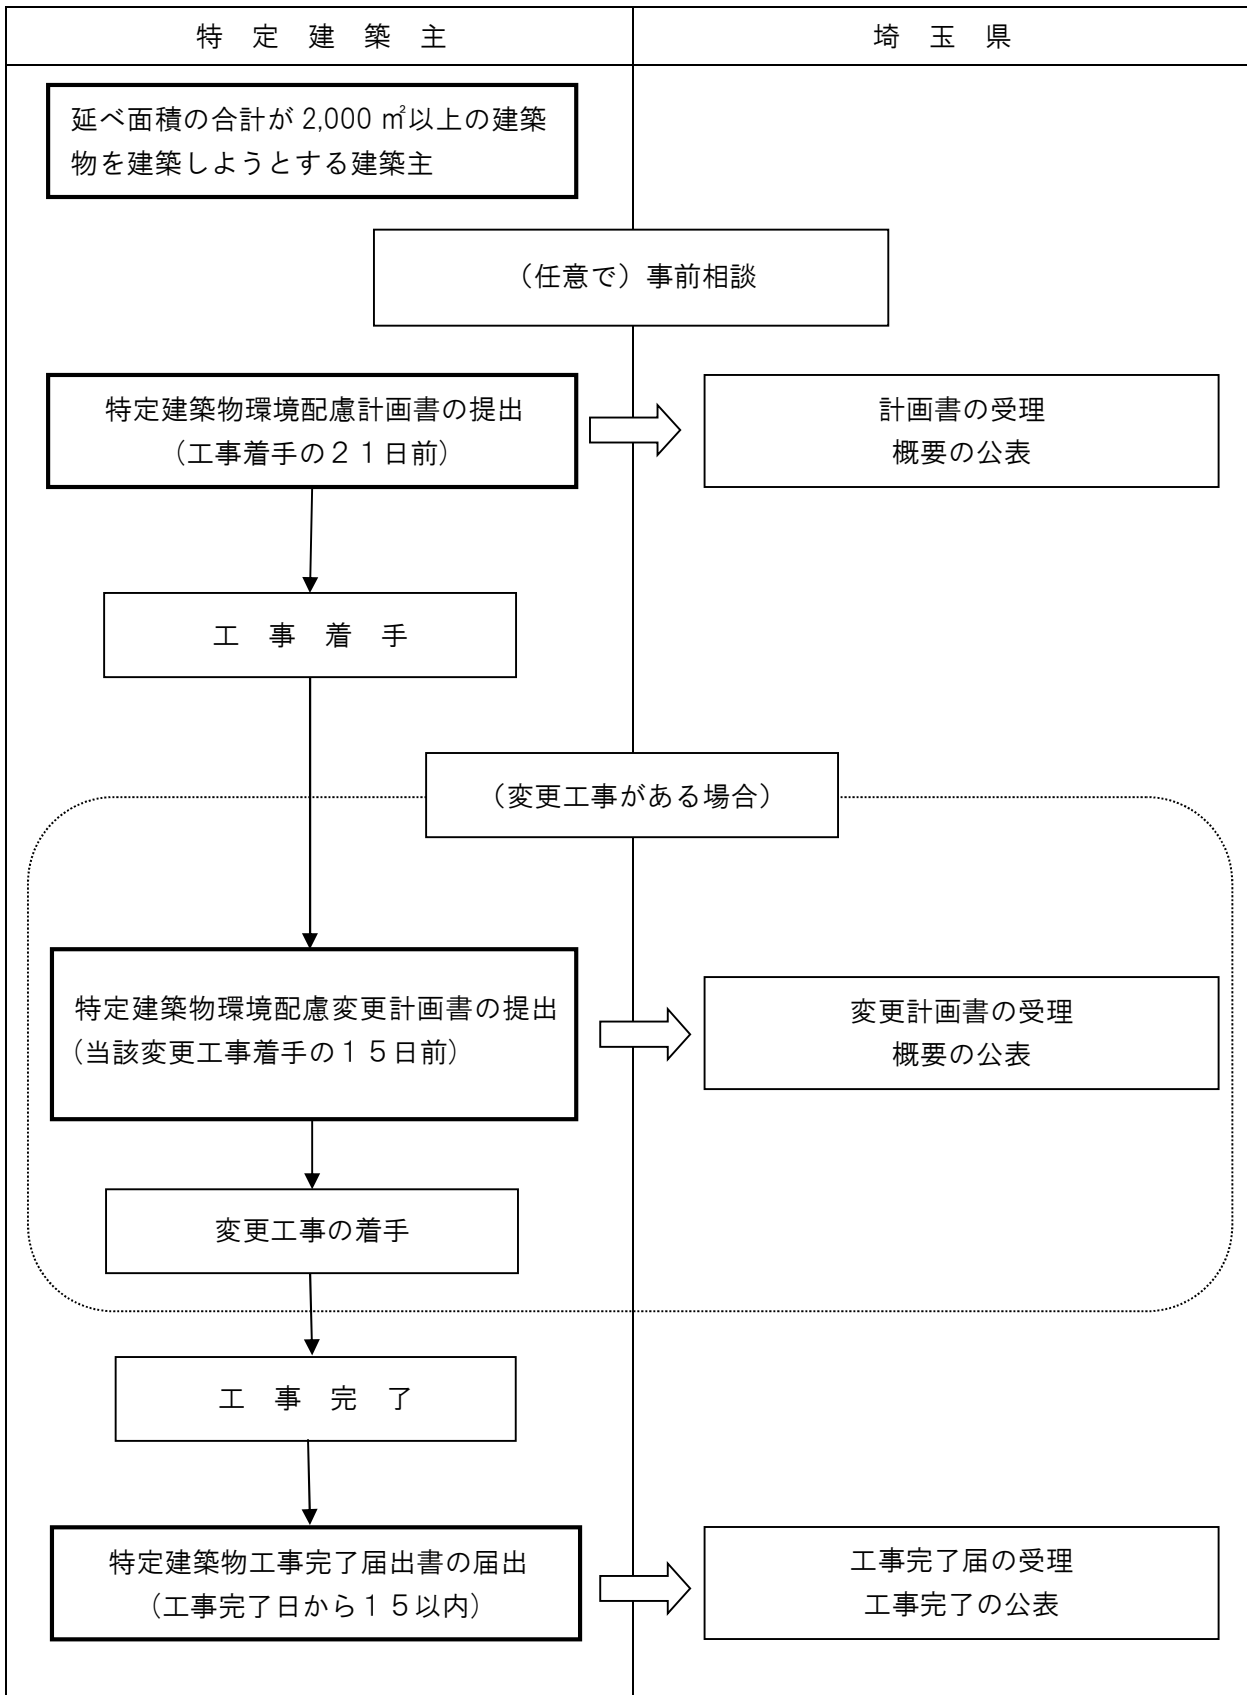 特　定　建　築　主
埼　玉　県
延べ面積の合計が 2,000 ㎡以上の建築
物を建築しようとする建築主
（任意で）事前相談
特定建築物環境配慮計画書の提出
（工事着手の２１日前）
計画書の受理
概要の公表
工　事　着　手
（変更工事がある場合）
特定建築物環境配慮変更計画書の提出
（当該変更工事着手の１５日前）
変更計画書の受理
概要の公表
変更工事の着手
工　事　完　了
特定建築物工事完了届出書の届出
（工事完了日から１５以内）
工事完了届の受理
工事完了の公表